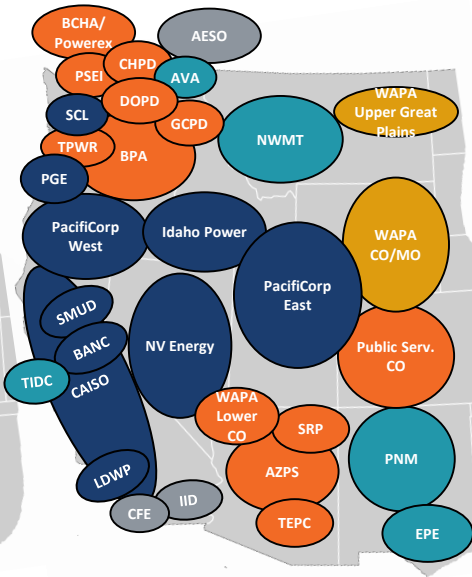 BCHA/
Powerex
AESO
CHPD
PSEI
AVA
WAPA
Upper Great
Plains
DOPD
SCL
GCPD
NWMT
TPWR
BPA
PGE
PacifiCorp
West
Idaho Power
WAPA
CO/MO
PacifiCorp
East
SMUD
BANC
NV Energy
Public Serv.
CO
TIDC
CAISO
WAPA
Lower
CO
SRP
PNM
AZPS
LDWP
IID
CFE
TEPC
EPE